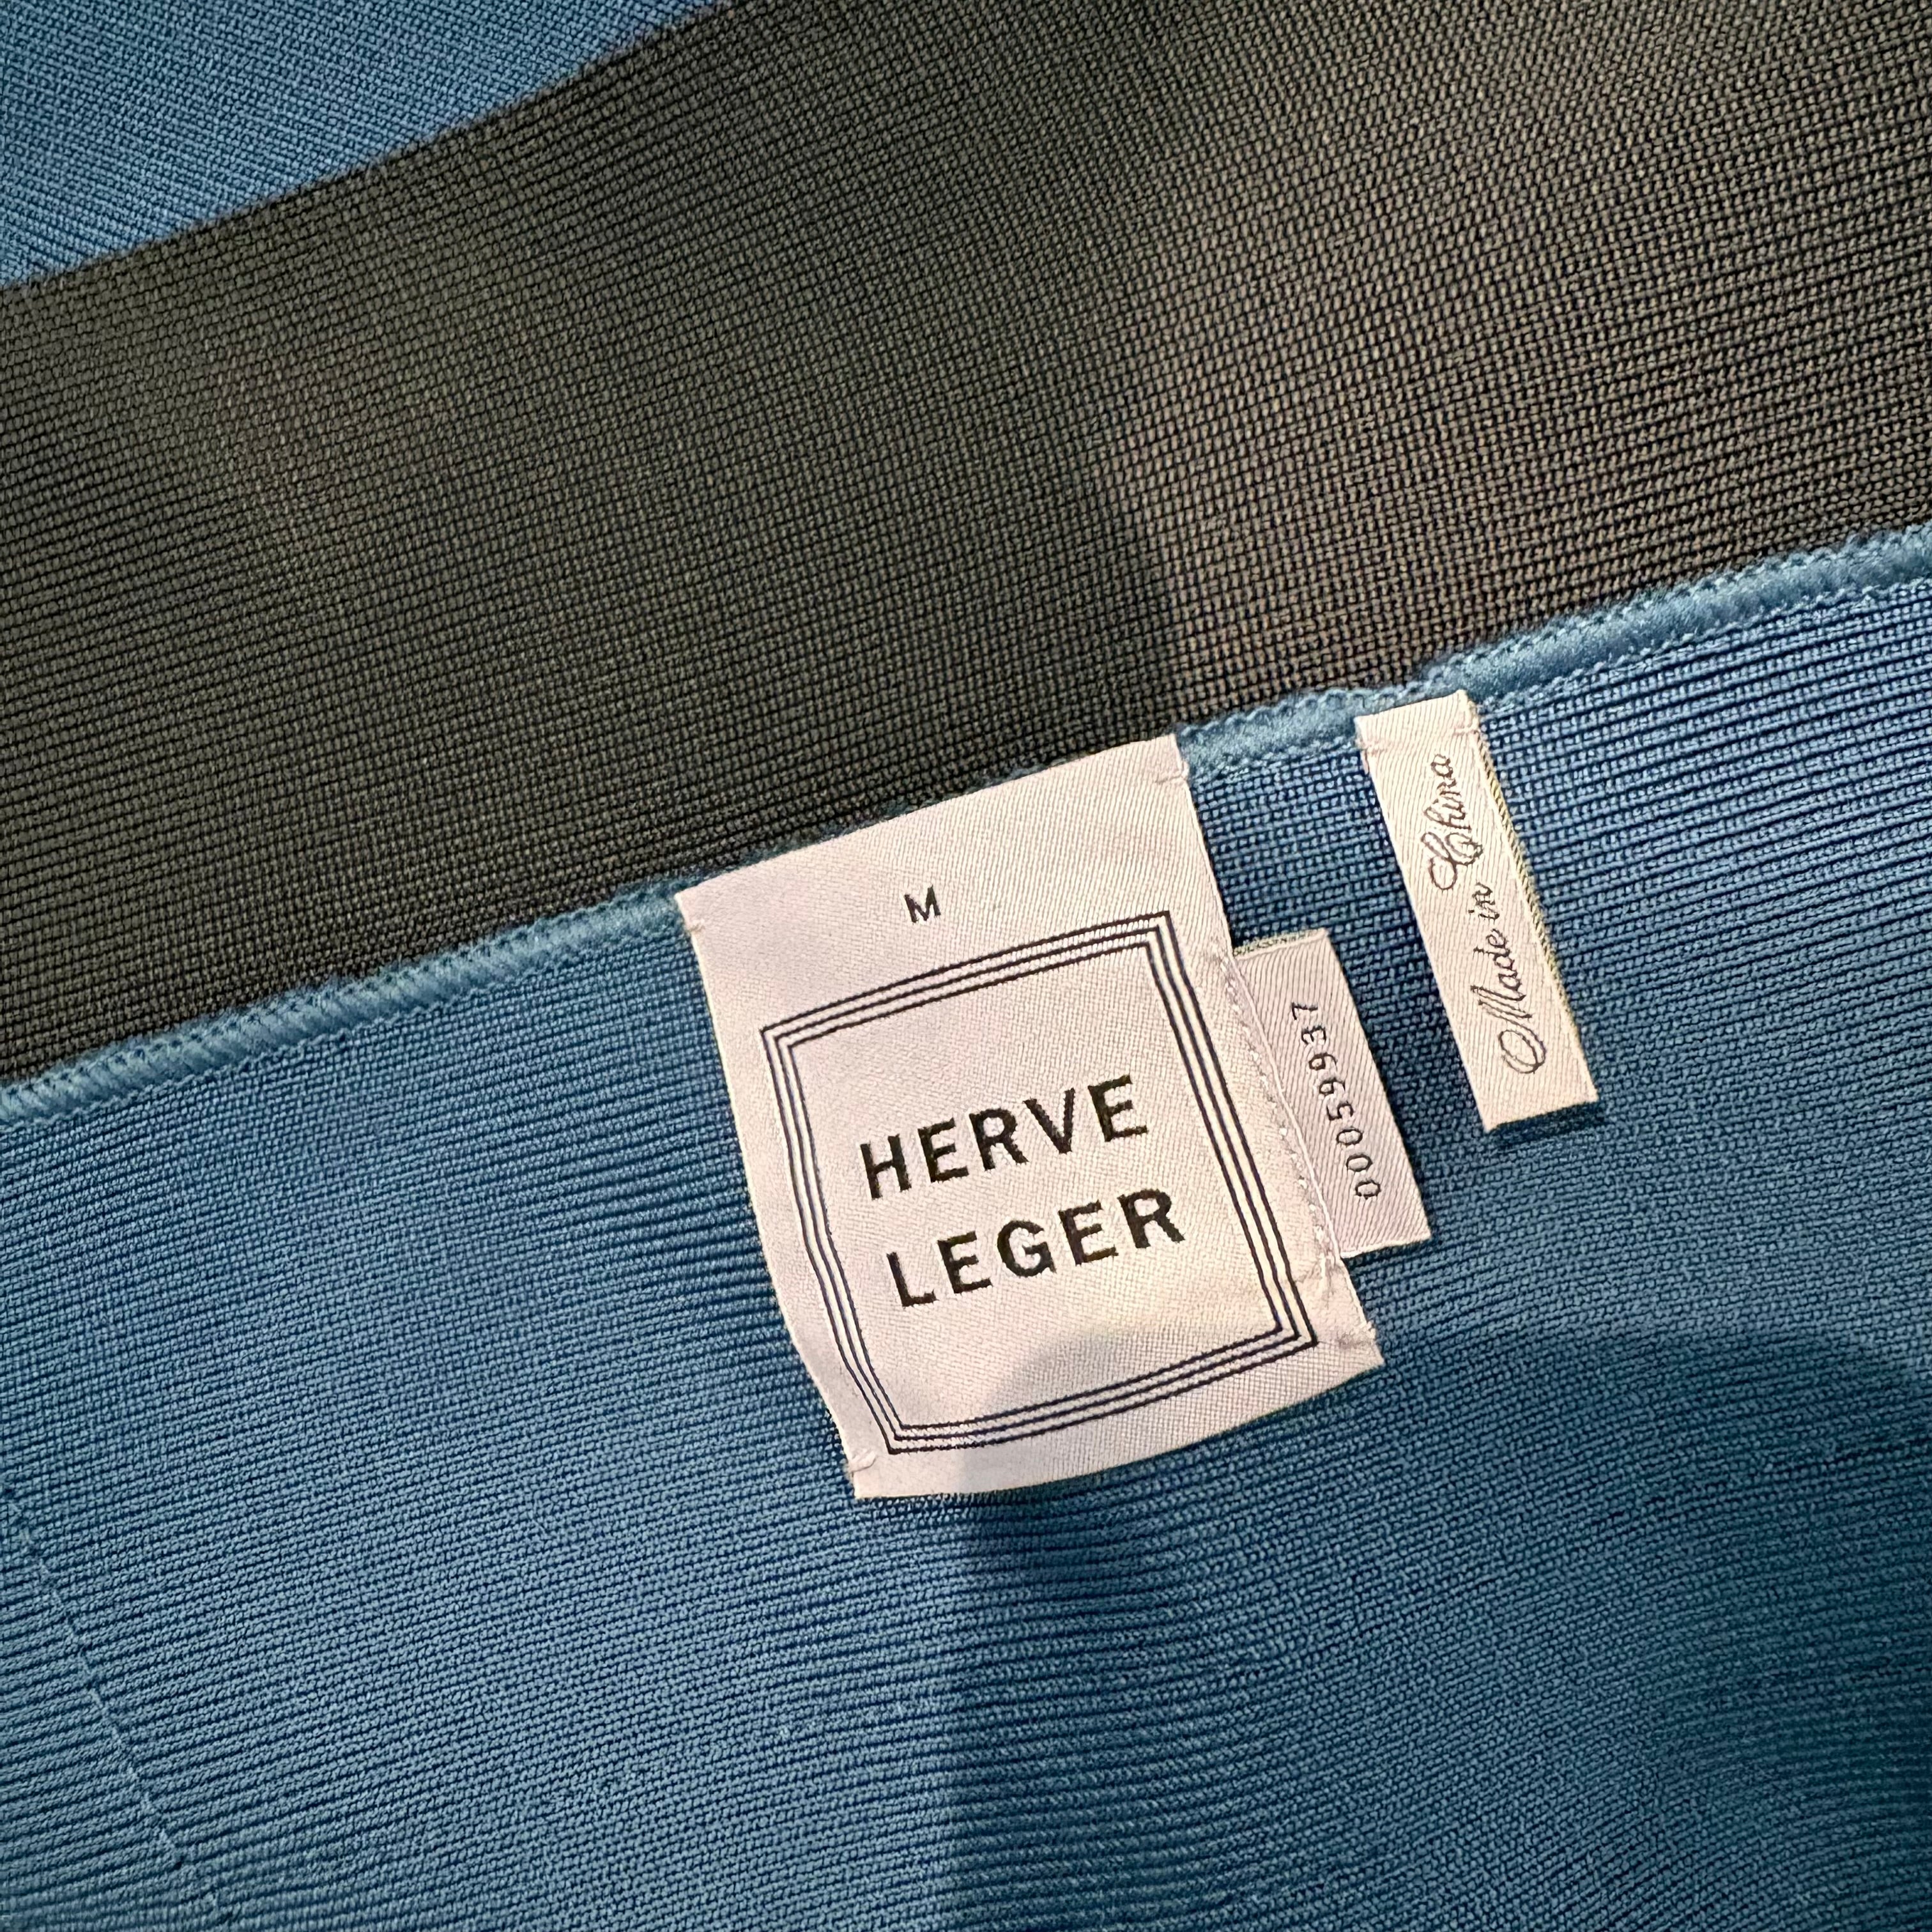 M
HERVE
LEGER
00059937
Made in China